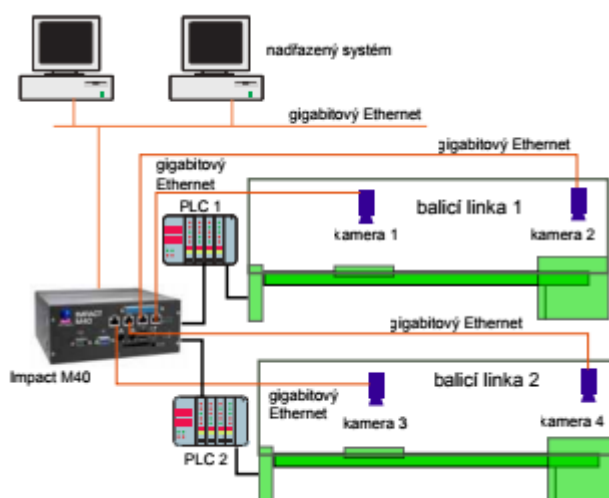 nadřazený systém
gigabitový Ethernet
gigabitový Ethernet
gigabitový
Ethernet
PLC 1
balicí linka 1
kamera 1
kamera 2
IMPACT
M40
gigabitový Ethernet
Impact M40
balicí linka 2
gigabitový
Ethernet
kamera 3
kamera 4
PLC 2